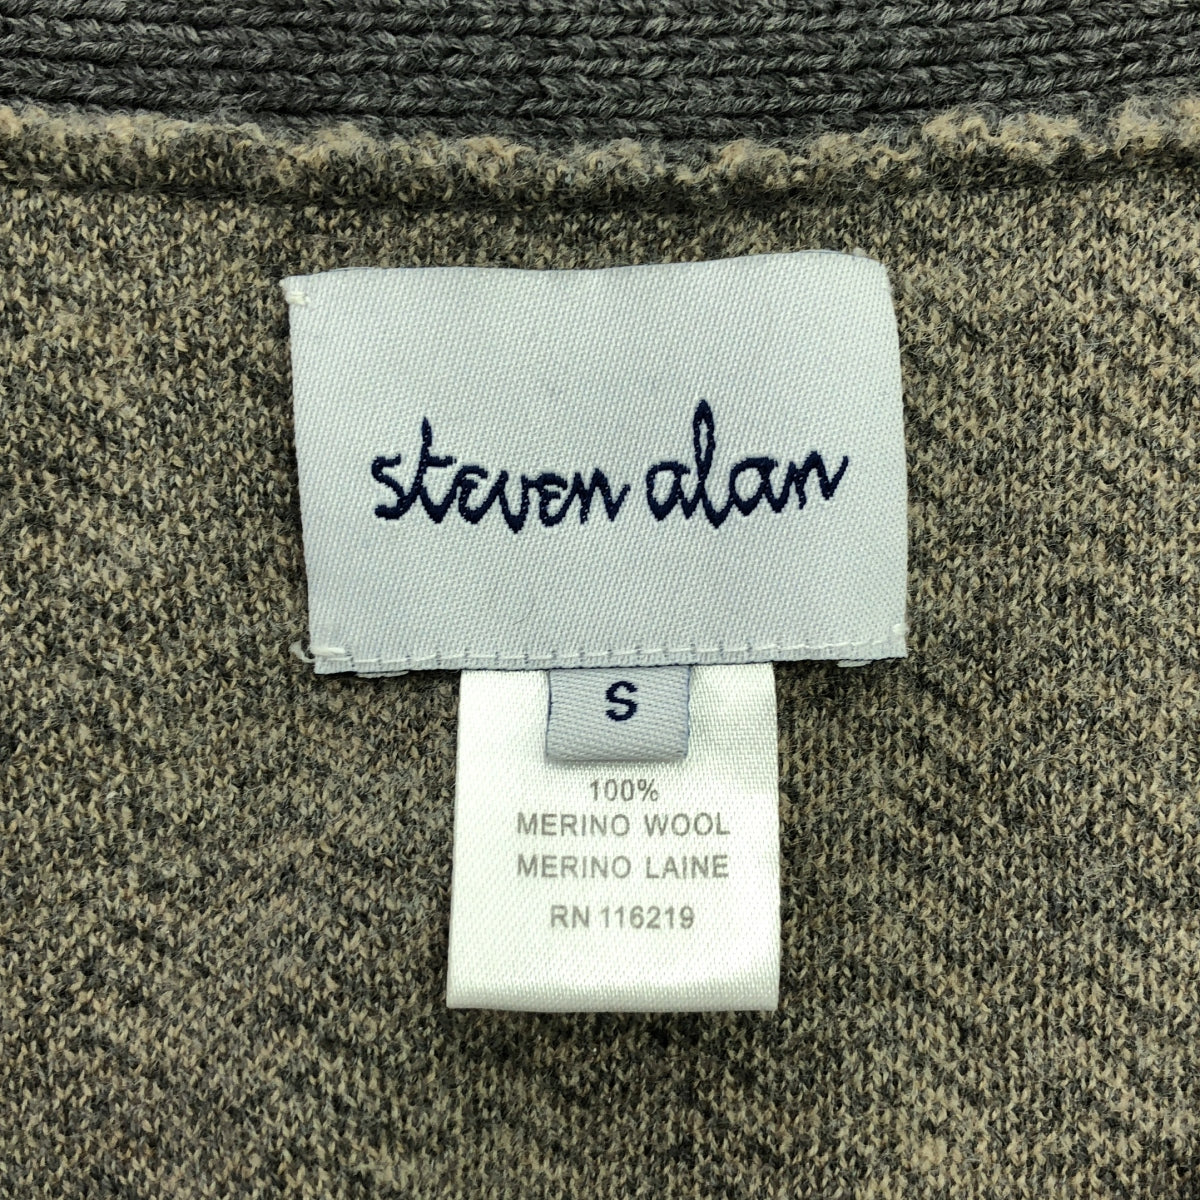 steven alan
S
100%
MERINO WOOL
MERINO LAINE
RN 116219